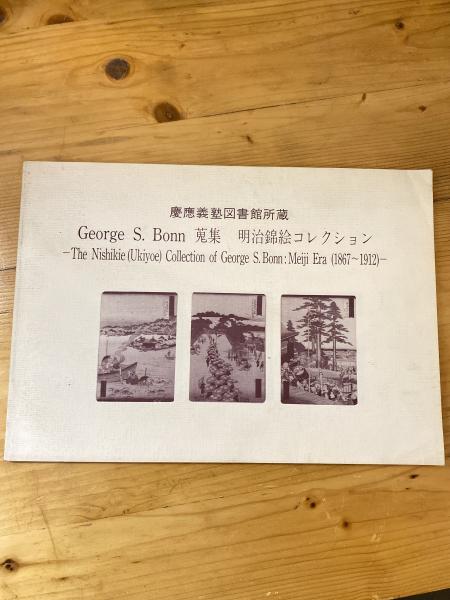 慶應義塾図書館所蔵
George S. Bonn 蒐集　明治錦絵コレクション
–The Nishikie(Ukiyoe) Collection of George S.Bonn:Meiji Era (1867~1912)–